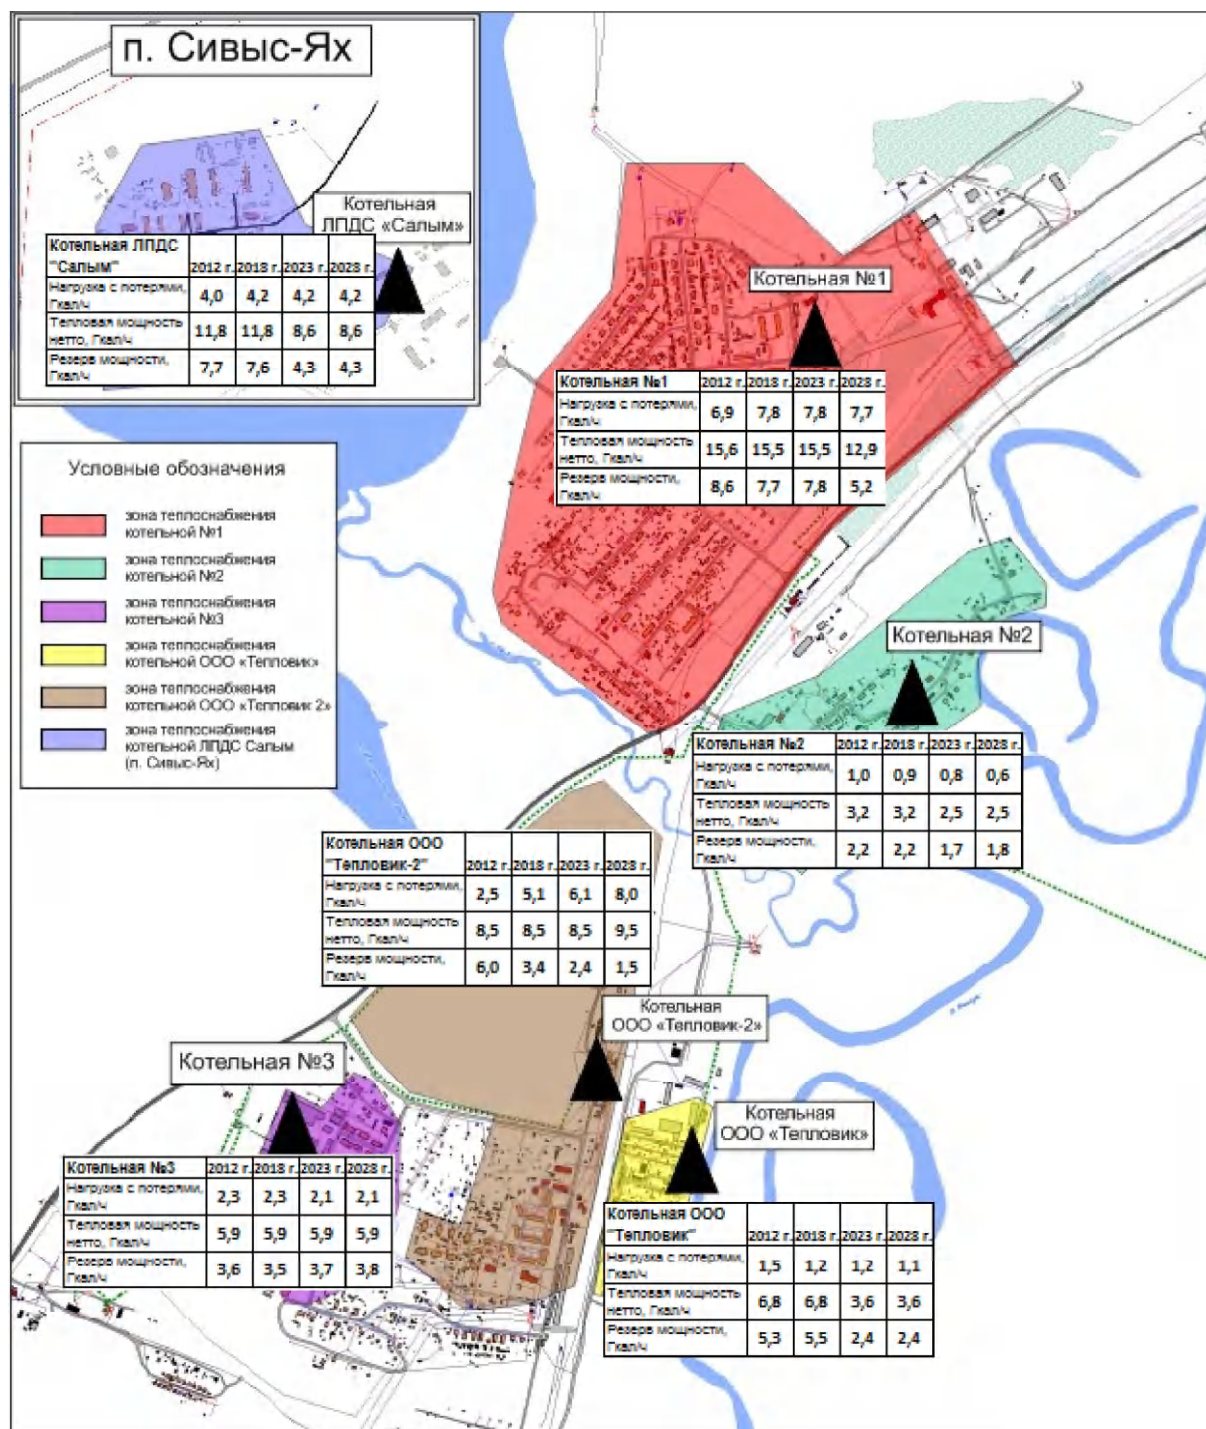 п. Сивыс-Ях
Котельная
ЛПДС «Салым»
Котельная ЛПДС
"Салым" 2012 г. 2018 г. 2023 г. 2028 г.
Нагрузка с потерями,
Гкал/ч 4,0 4,2 4,2 4,2
Тепловая мощность
нетто, Гкал/ч 11,8 11,8 8,6 8,6
Резерв мощности,
Гкал/ч 7,7 7,6 4,3 4,3
Котельная №1
Котельная №1 2012 г. 2018 г. 2023 г. 2028 г.
Нагрузка с потерями,
Гкал/ч 6,9 7,8 7,8 7,7
Тепловая мощность
нетто, Гкал/ч 15,6 15,5 15,5 12,9
Резерв мощности,
Гкал/ч 8,6 7,7 7,8 5,2
Условные обозначения
зона теплоснабжения
котельной №1
зона теплоснабжения
котельной №2
зона теплоснабжения
котельной №3
зона теплоснабжения
котельной ООО «Тепловик»
зона теплоснабжения
котельной ООО «Тепловик 2»
зона теплоснабжения
котельной ЛПДС Салым
(п. Сивыс-Ях)
Котельная №2
Котельная №2 2012 г. 2018 г. 2023 г. 2028 г.
Нагрузка с потерями,
Гкал/ч 1,0 0,9 0,8 0,6
Тепловая мощность
нетто, Гкал/ч 3,2 3,2 2,5 2,5
Резерв мощности,
Гкал/ч 2,2 2,2 1,7 1,8
Котельная ООО
"Тепловик-2" 2012 г. 2018 г. 2023 г. 2028 г.
Нагрузка с потерями,
Гкал/ч 2,5 5,1 6,1 8,0
Тепловая мощность
нетто, Гкал/ч 8,5 8,5 8,5 9,5
Резерв мощности,
Гкал/ч 6,0 3,4 2,4 1,5
Котельная
ООО «Тепловик-2»
Котельная №3
Котельная
ООО «Тепловик»
Котельная №3 2012 г. 2018 г. 2023 г. 2028 г.
Нагрузка с потерями,
Гкал/ч 2,3 2,3 2,1 2,1
Тепловая мощность
нетто, Гкал/ч 5,9 5,9 5,9 5,9
Резерв мощности,
Гкал/ч 3,6 3,5 3,7 3,8
Котельная ООО
"Тепловик" 2012 г. 2018 г. 2023 г. 2028 г.
Нагрузка с потерями,
Гкал/ч 1,5 1,2 1,2 1,1
Тепловая мощность
нетто, Гкал/ч 6,8 6,8 3,6 3,6
Резерв мощности,
Гкал/ч 5,3 5,5 2,4 2,4